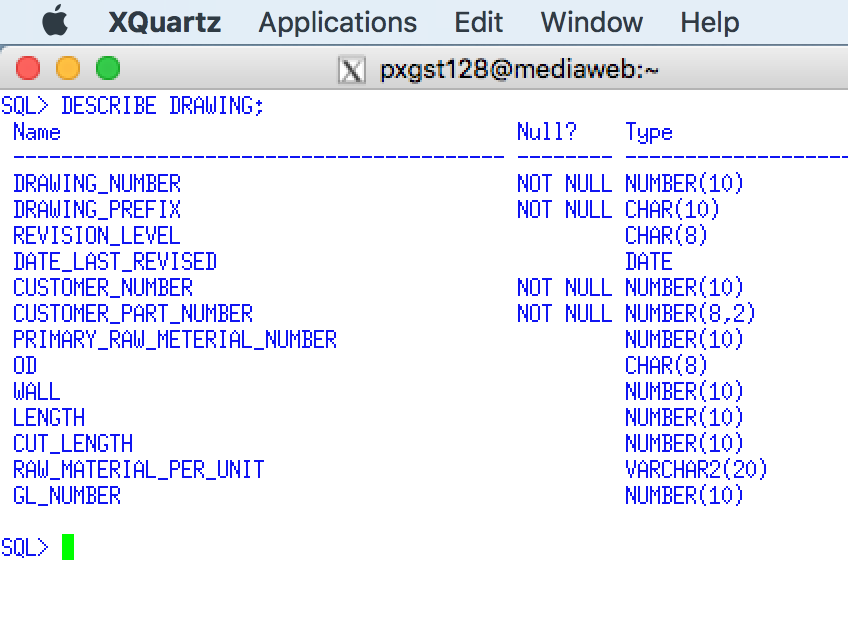 XQuartz Applications Edit Window Help
X pxgst128@mediaweb:~
SQL> DESCRIBE DRAWING;
Name Null? Type
----------------------------------------- -------- -------------------
DRAWING_NUMBER NOT NULL NUMBER(10)
DRAWING_PREFIX NOT NULL CHAR(10)
REVISION_LEVEL CHAR(8)
DATE_LAST_REVISED DATE
CUSTOMER_NUMBER NOT NULL NUMBER(10)
CUSTOMER_PART_NUMBER NOT NULL NUMBER(8,2)
PRIMARY_RAW_METERIAL_NUMBER NUMBER(10)
OD CHAR(8)
WALL NUMBER(10)
LENGTH NUMBER(10)
CUT_LENGTH NUMBER(10)
RAW_MATERIAL_PER_UNIT VARCHAR2(20)
GL_NUMBER NUMBER(10)
SQL>